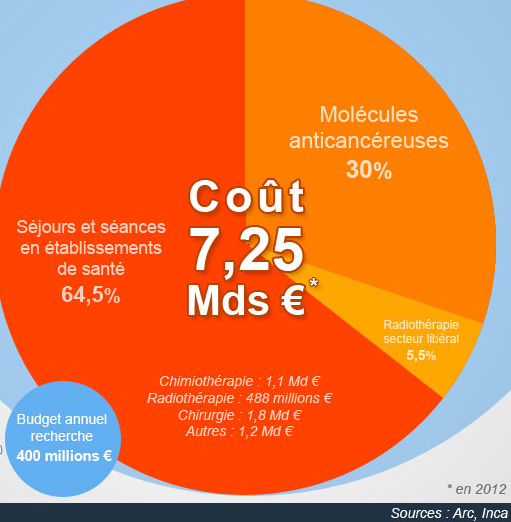 Molécules
anticancéreuses
30%
Coût
7,25
Mds €*
Séjours et séances
en établissements
de santé
64,5%
Radiothérapie
secteur libéral
5,5%
Chimiothérapie : 1,1 Md €
Radiothérapie : 488 millions €
Chirurgie : 1,8 Md €
Autres : 1,2 Md €
Budget annuel
recherche
400 millions €
* en 2012
Sources : Arc, Inca